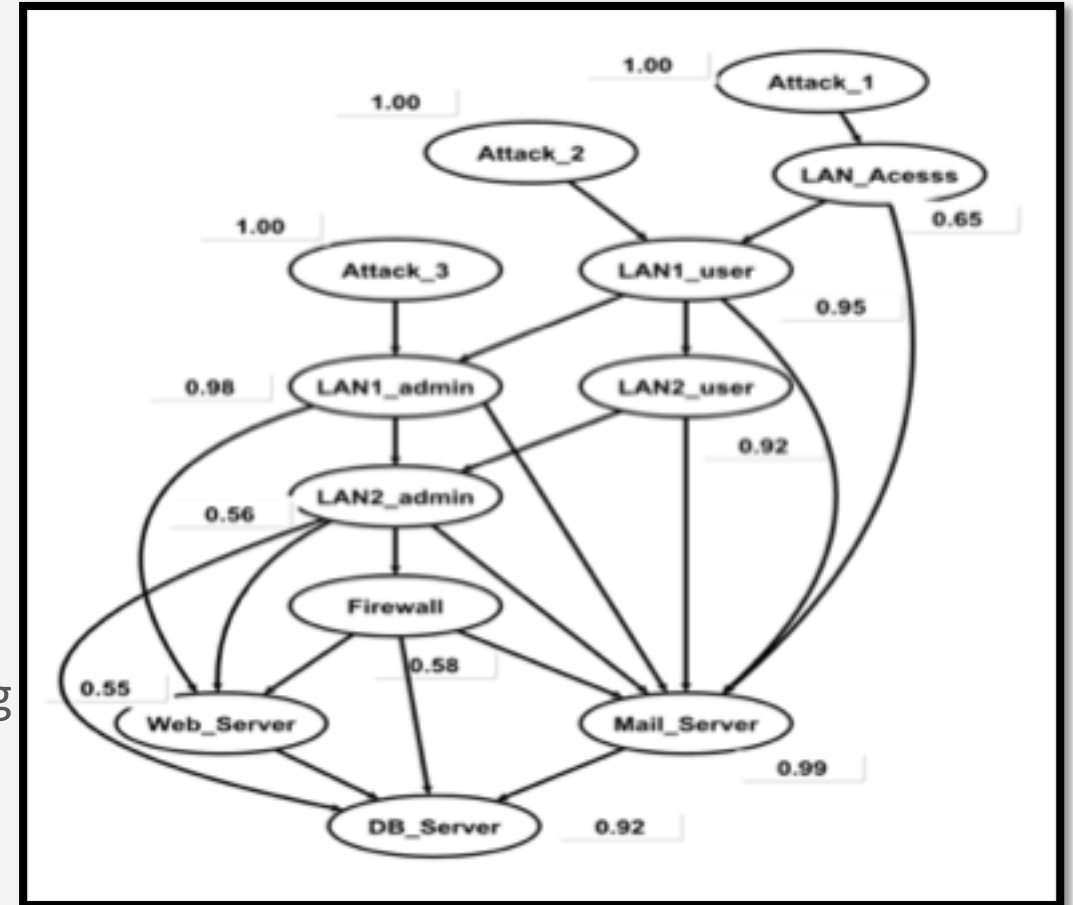 1.00
Attack_1
1.00
Attack_2
LAN_Acesss
0.65
1.00
Attack_3
LAN1_user
0.95
0.98
LAN1_admin
LAN2_user
0.92
LAN2_admin
0.56
Firewall
0.58
g
0.55
Web_Server
Mail_Server
0.99
DB_Server
0.92